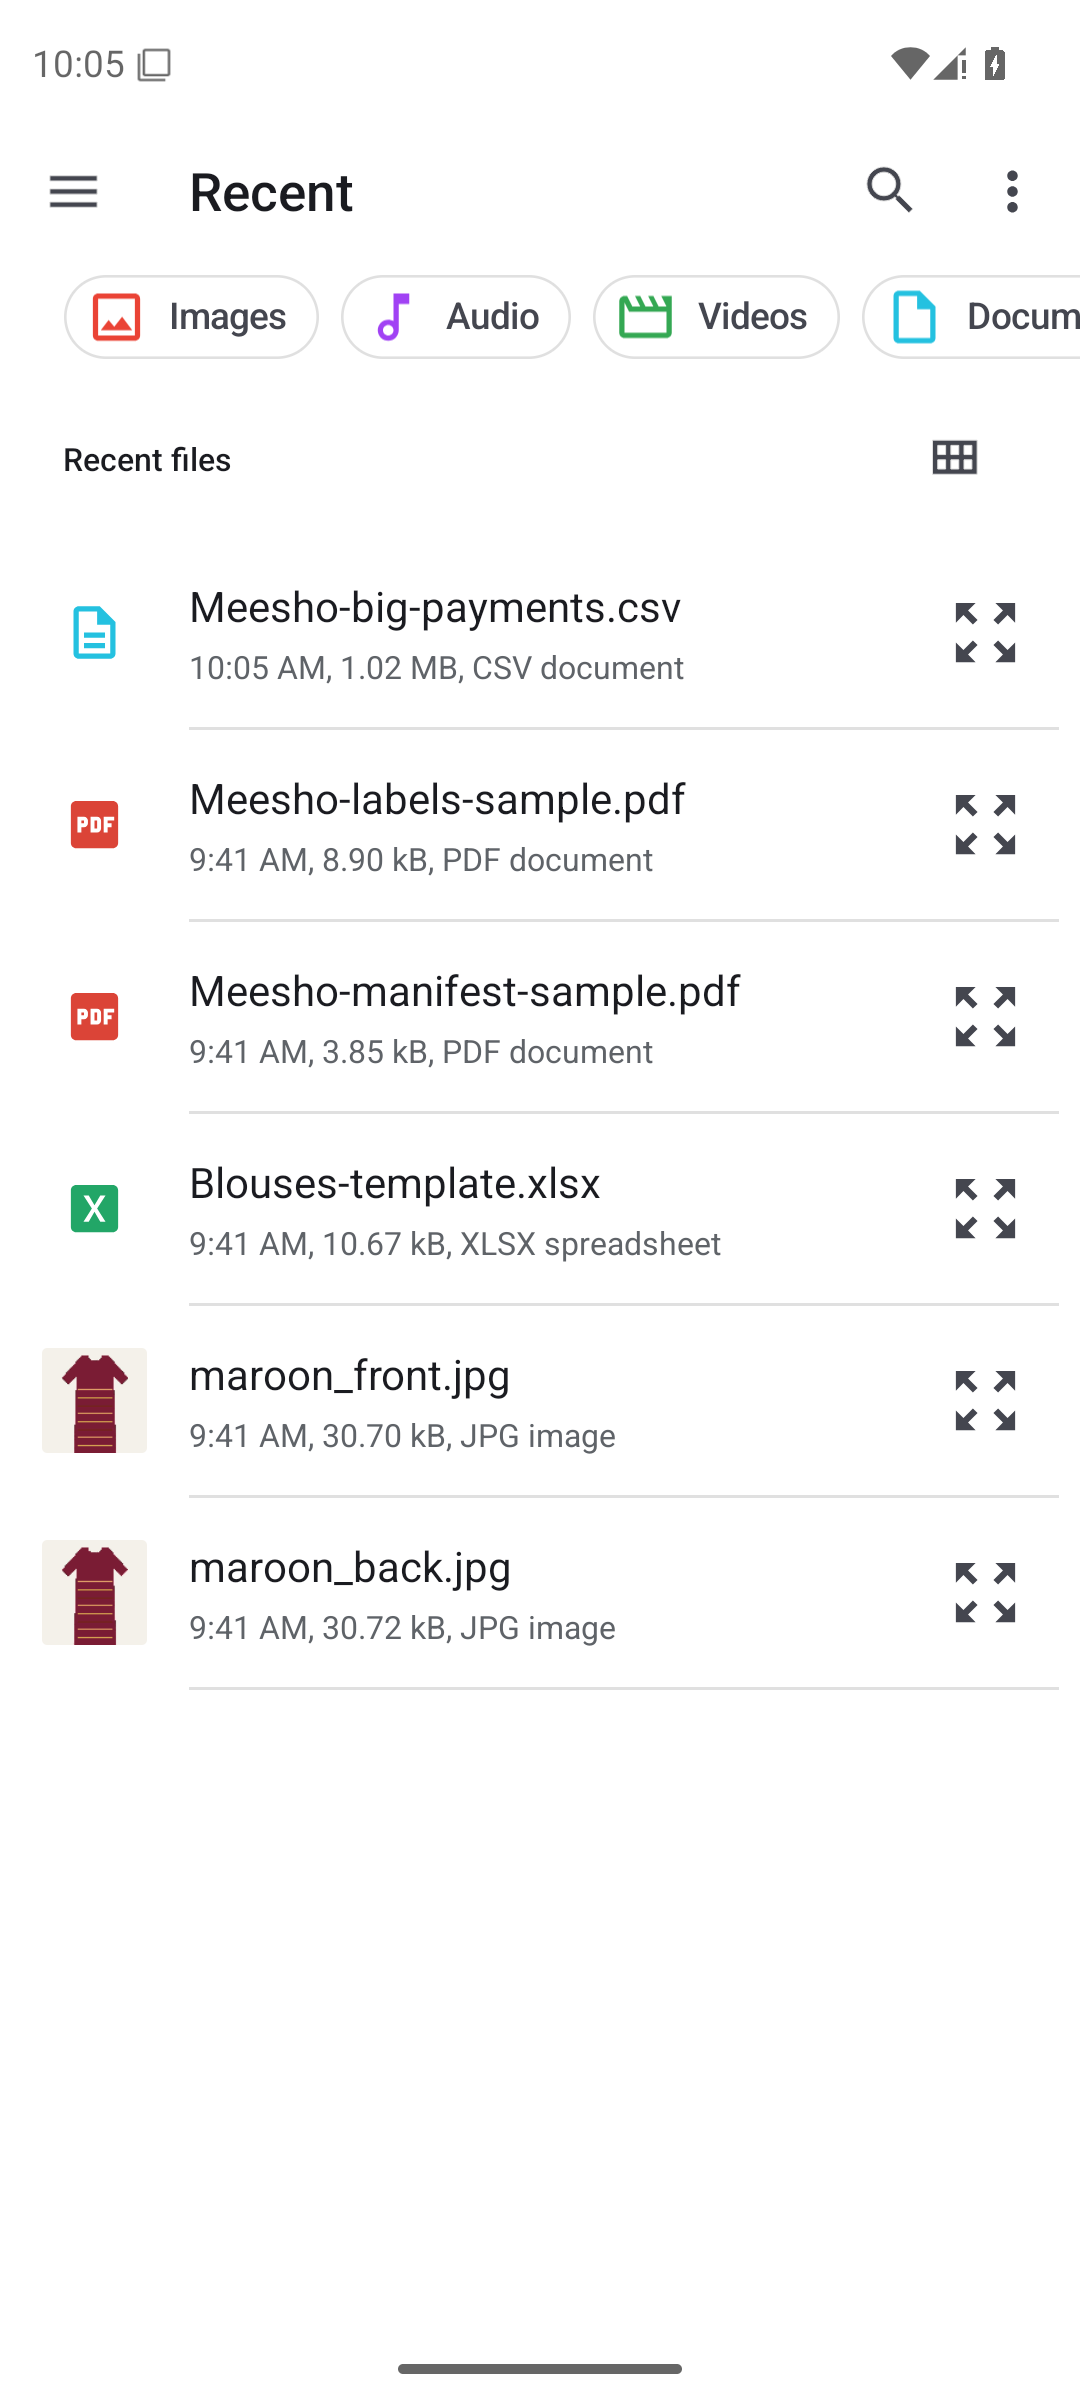 10:05
Recent
Images
Audio
Videos
Docum
Recent files
Meesho-big-payments.csv
10:05 AM, 1.02 MB, CSV document
PDF
Meesho-labels-sample.pdf
9:41 AM, 8.90 kB, PDF document
PDF
Meesho-manifest-sample.pdf
9:41 AM, 3.85 kB, PDF document
X
Blouses-template.xlsx
9:41 AM, 10.67 kB, XLSX spreadsheet
maroon_front.jpg
9:41 AM, 30.70 kB, JPG image
maroon_back.jpg
9:41 AM, 30.72 kB, JPG image